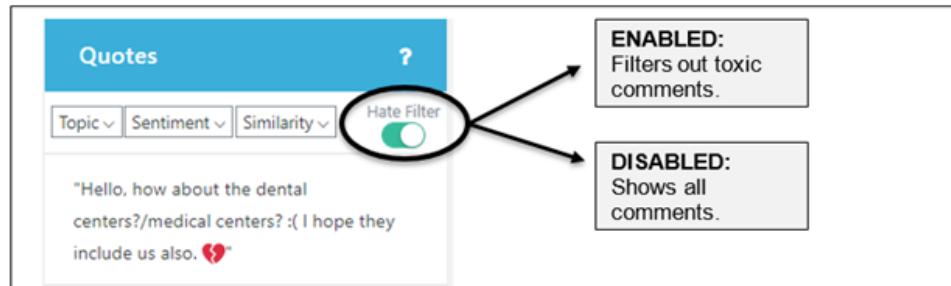 Quotes ?
Topic Sentiment Similarity Hate Filter
"Hello, how about the dental
centers?/medical centers? :( I hope they
include us also. 💔"
ENABLED:
Filters out toxic
comments.
DISABLED:
Shows all
comments.